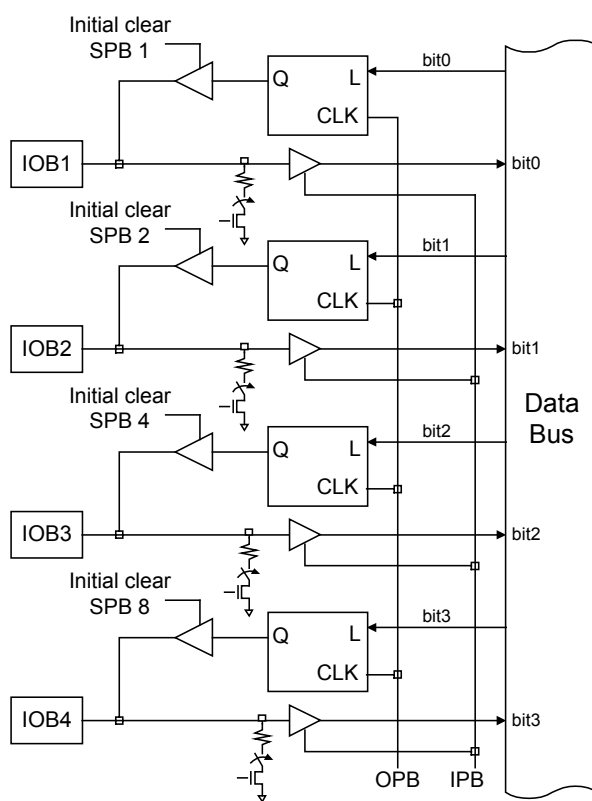 Initial clear
SPB 1
Q
L
CLK
bit0
IOB1
bit0
Initial clear
SPB 2
Q
L
CLK
bit1
IOB2
bit1
Initial clear
SPB 4
Q
L
CLK
bit2
Data
Bus
IOB3
bit2
Initial clear
SPB 8
Q
L
CLK
bit3
IOB4
bit3
OPB
IPB